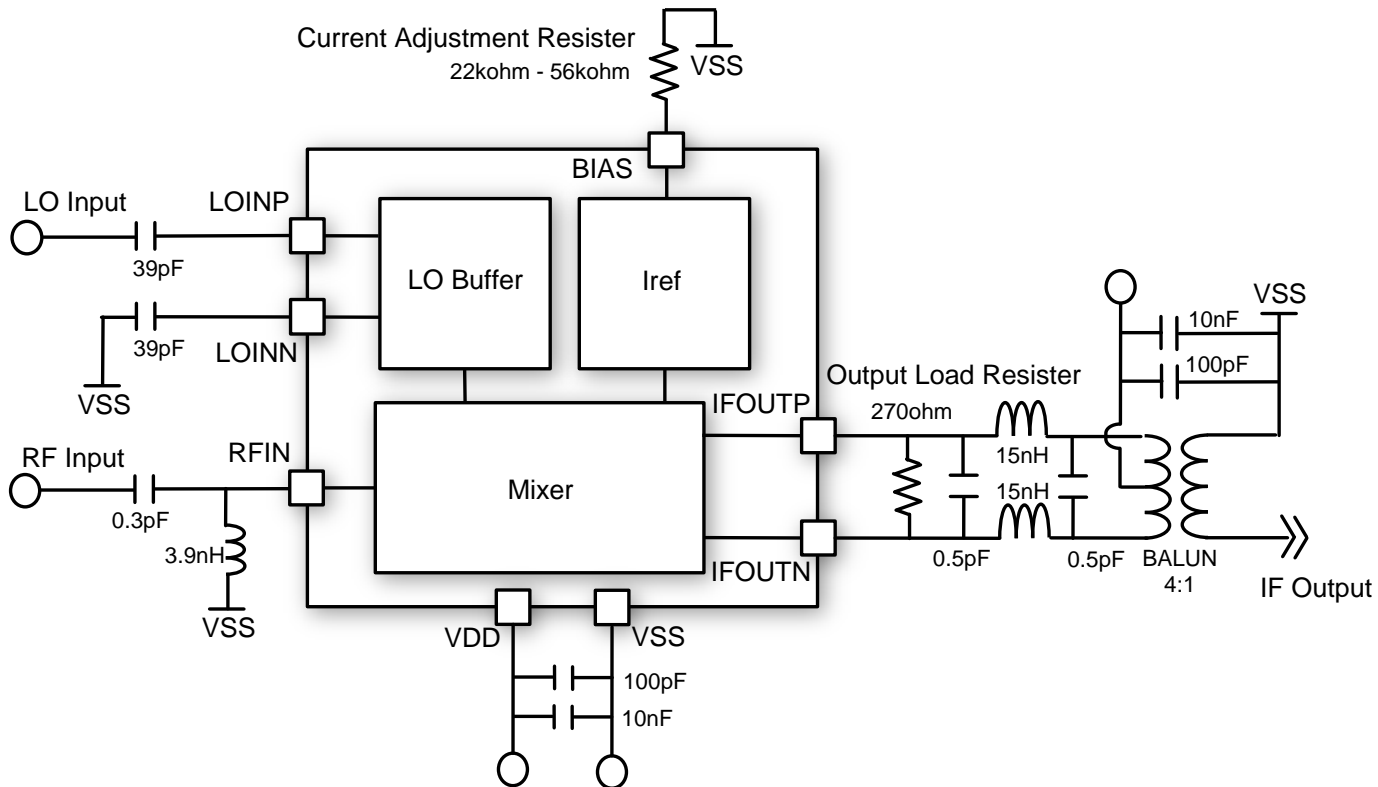 Current Adjustment Resister
22kohm - 56kohm
VSS
BIAS
LO Input
LOINP
39pF
LO Buffer
Iref
39pF
LOINN
VSS
VSS
10nF
100pF
Output Load Resister
270ohm
IFOUTP
15nH
15nH
RF Input
RFIN
0.3pF
3.9nH
VSS
Mixer
IFOUTN
0.5pF
0.5pF
BALUN
4:1
IF Output
VDD
VSS
100pF
10nF